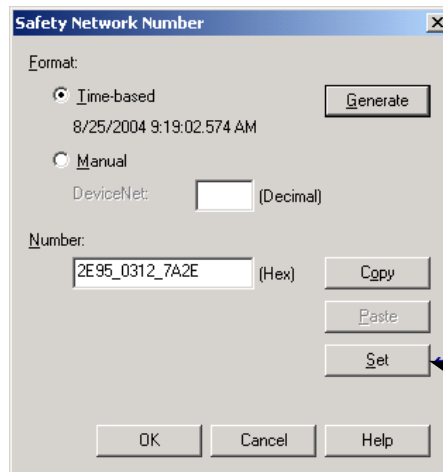 Safety Network Number
Format:
Time-based
Generate
8/25/2004 9:19:02.574 AM
Manual
DeviceNet:
(Decimal)
Number:
2E95_0312_7A2E
(Hex)
Copy
Paste
Set
OK
Cancel
Help